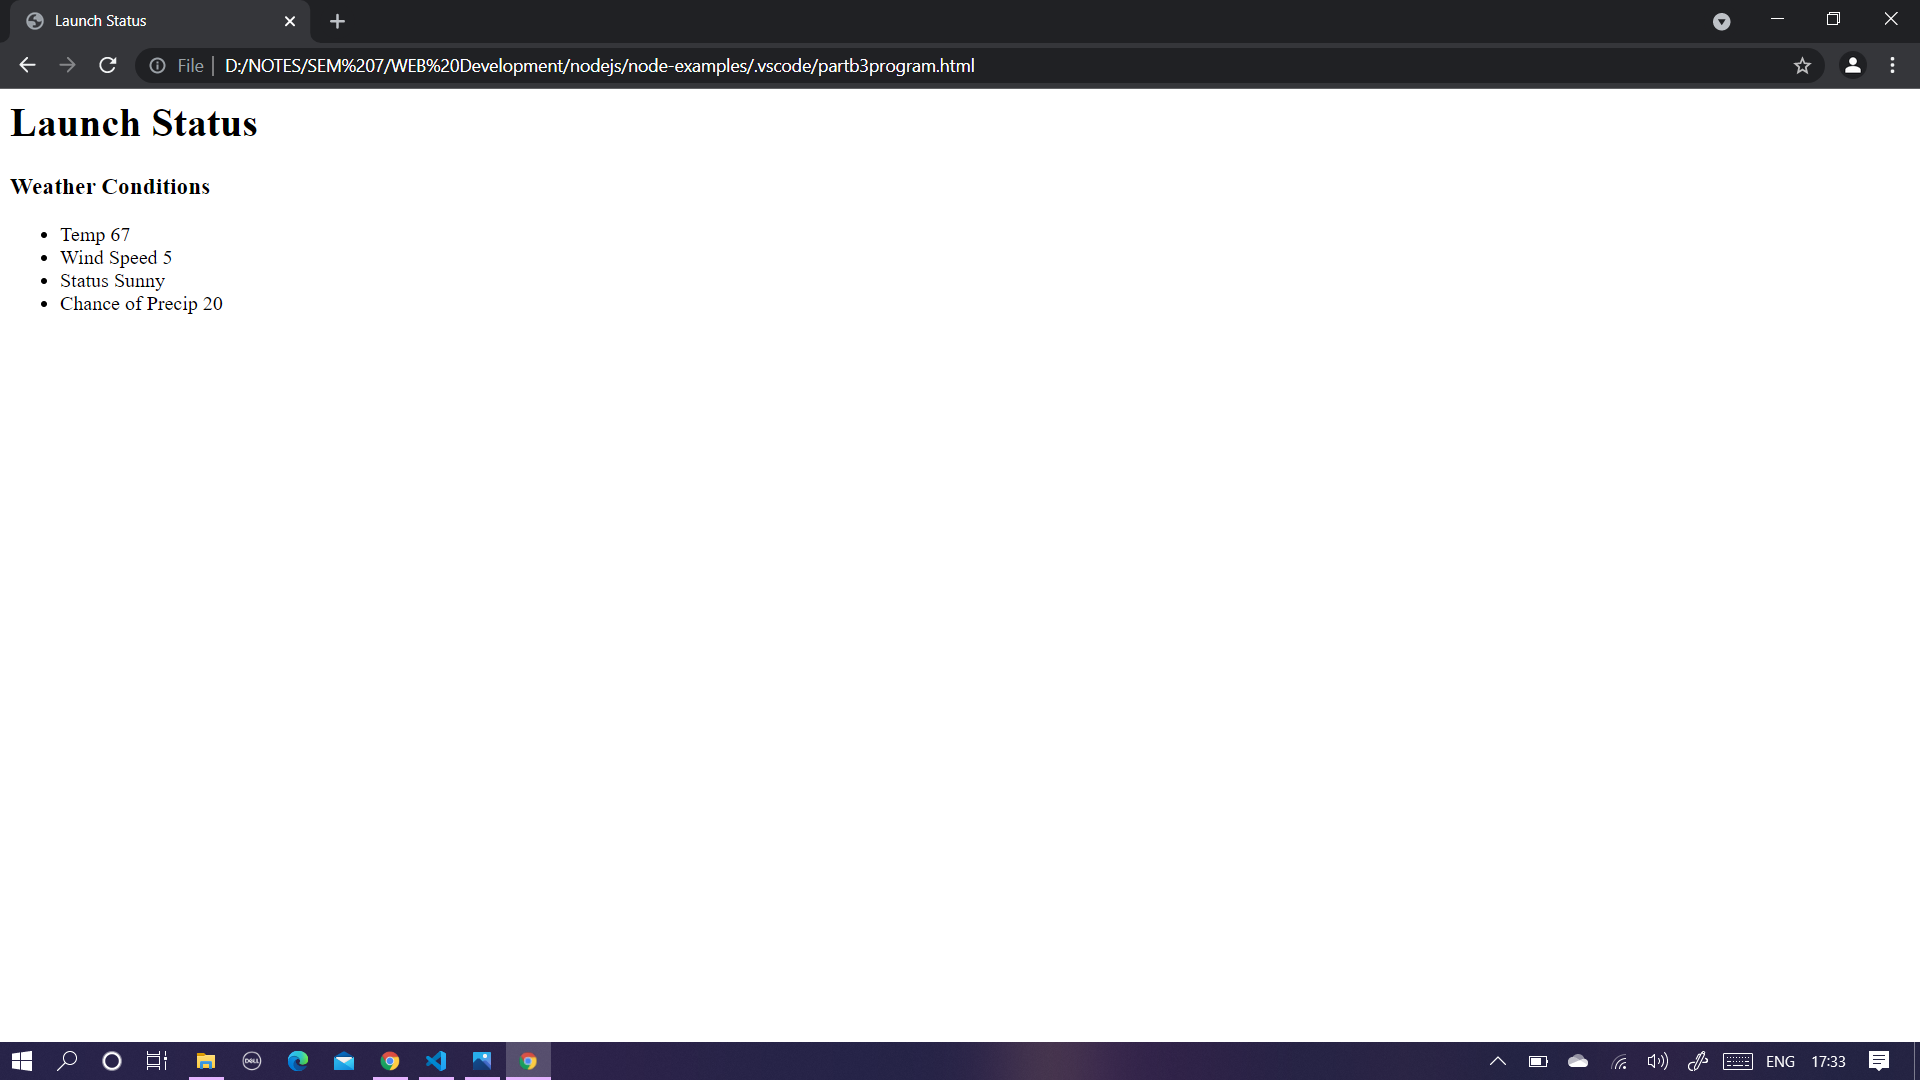 Launch Status
File | D:/NOTES/SEM%207/WEB%20Development/nodejs/node-examples/.vscode/partb3program.html
Launch Status
Weather Conditions
• Temp 67
• Wind Speed 5
• Status Sunny
• Chance of Precip 20
DELL
ENG
17:33